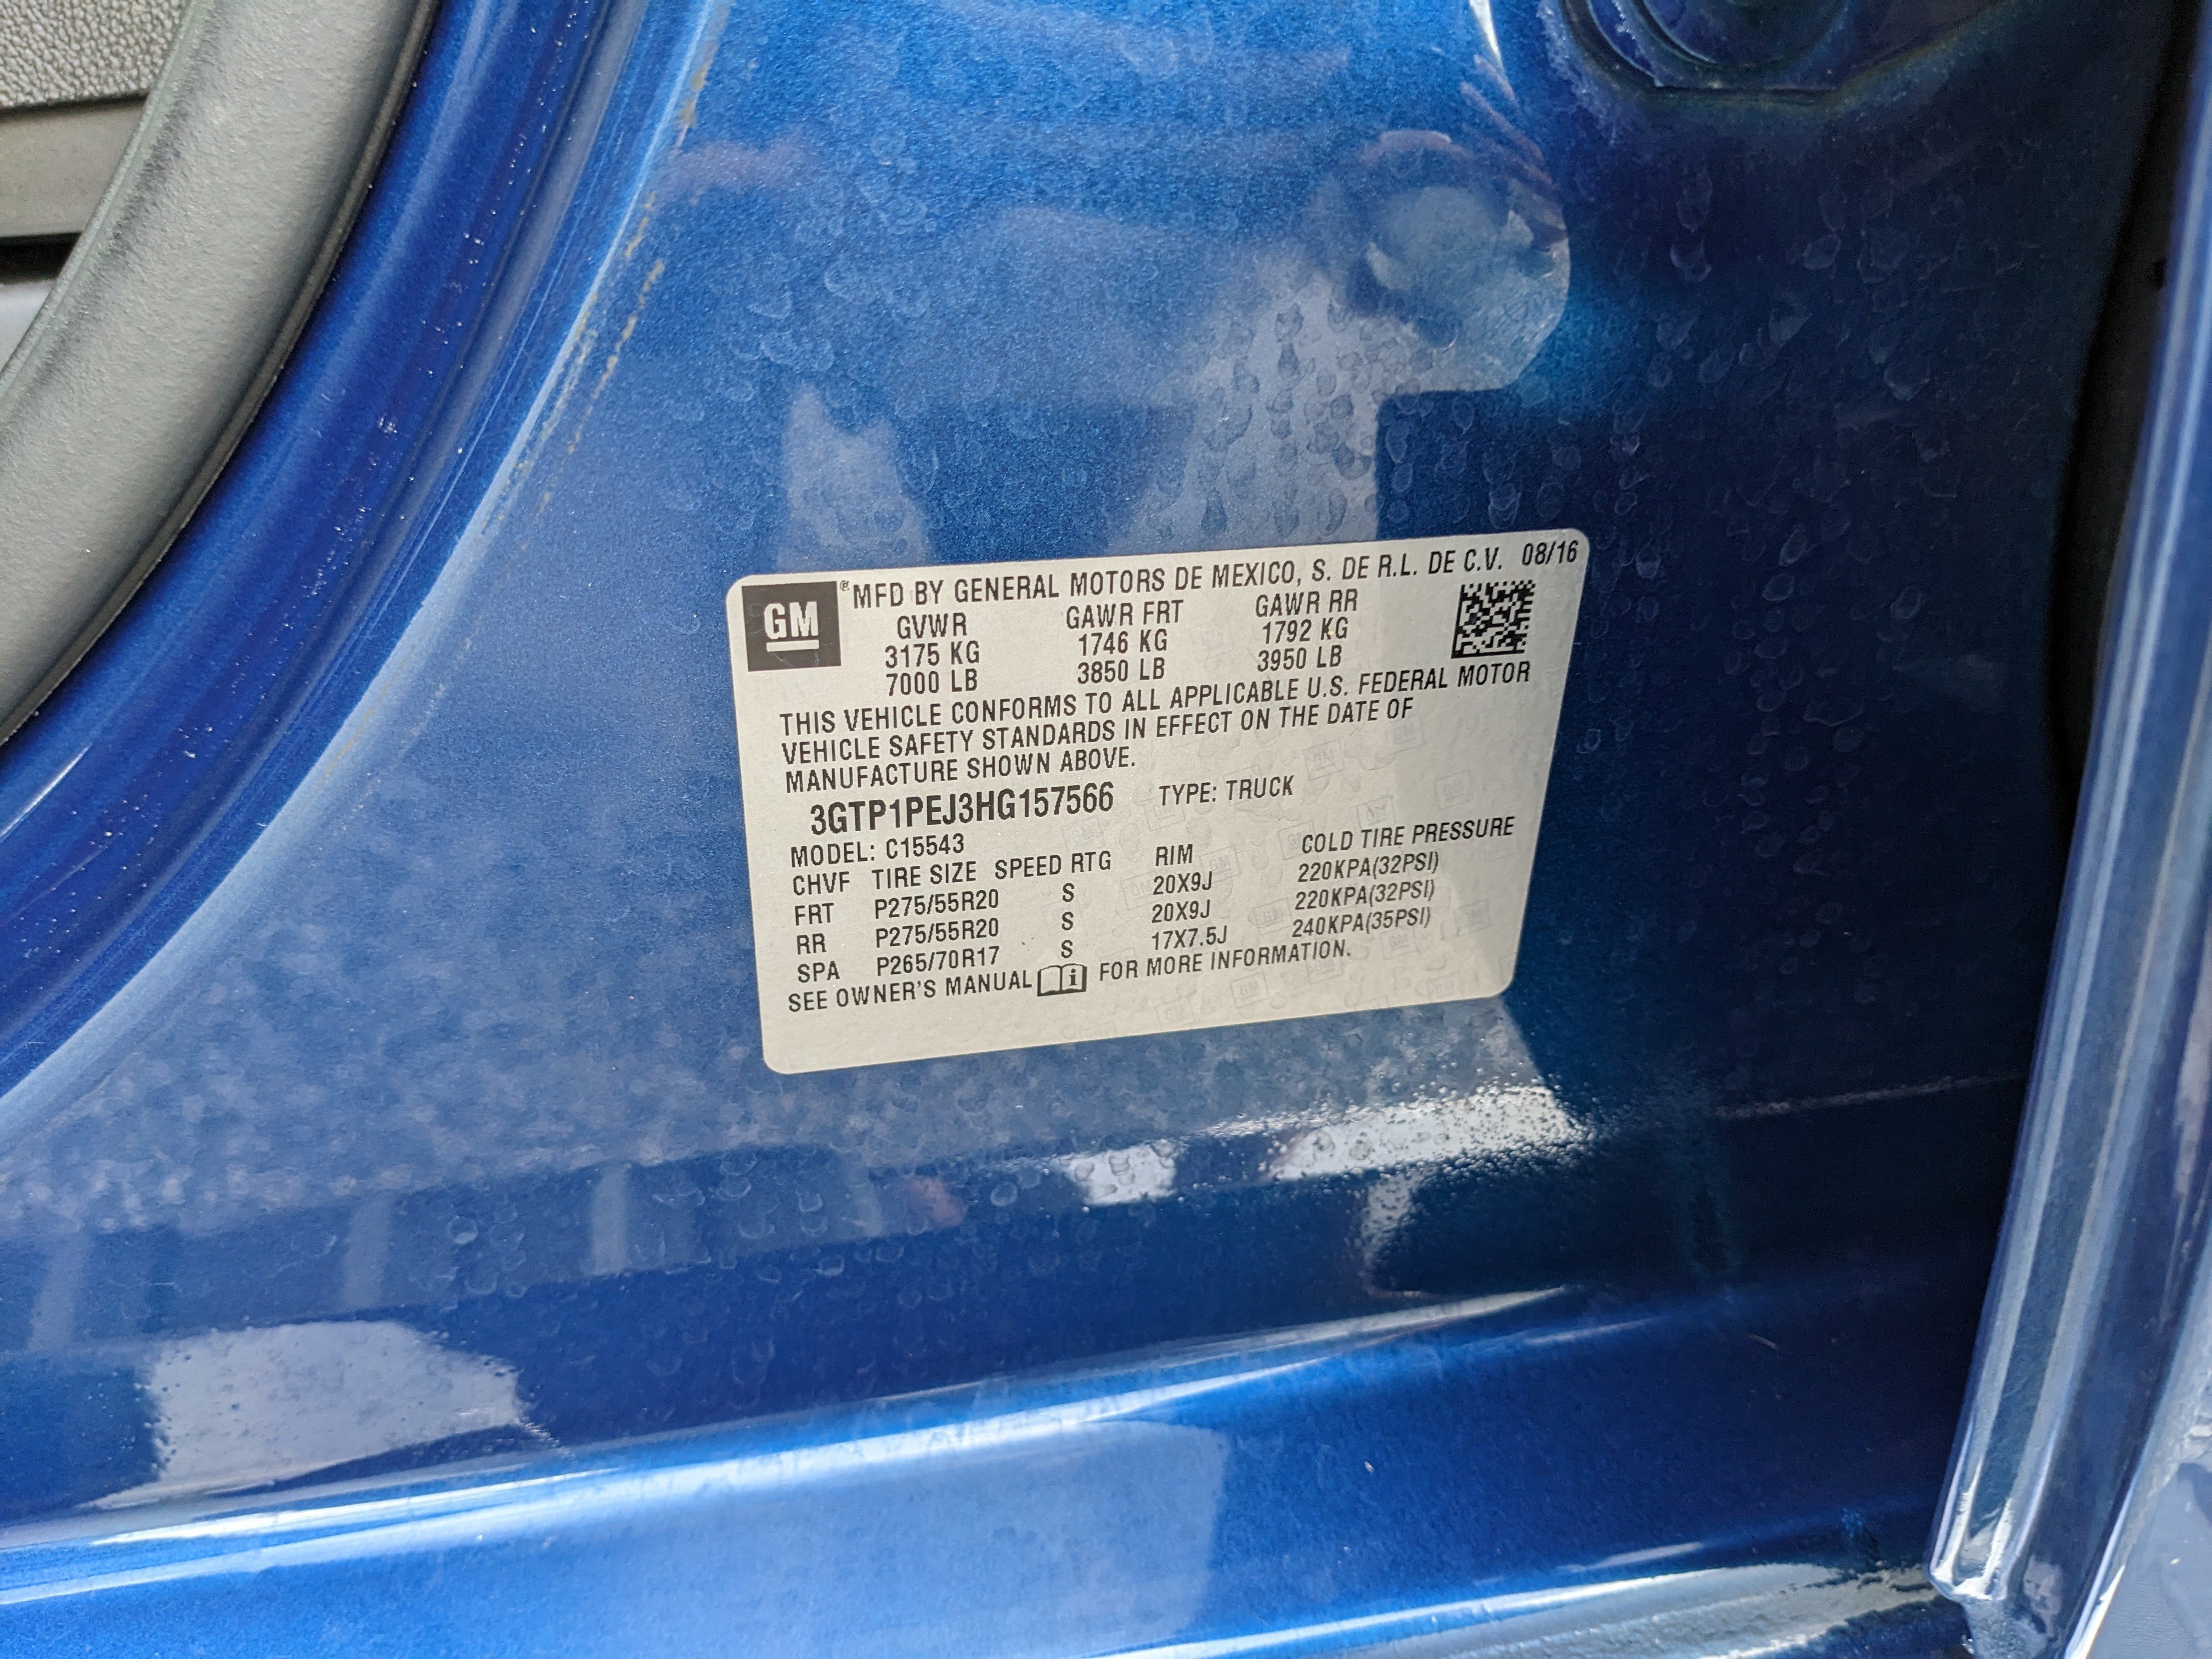 GM ® MFD BY GENERAL MOTORS DE MEXICO, S. DE R.L. DE C.V. 08/16
GVWR GAWR FRT GAWR RR
3175 KG 1746 KG 1792 KG
7000 LB 3850 LB 3950 LB
THIS VEHICLE CONFORMS TO ALL APPLICABLE U.S. FEDERAL MOTOR
VEHICLE SAFETY STANDARDS IN EFFECT ON THE DATE OF
MANUFACTURE SHOWN ABOVE.
3GTP1PEJ3HG157566 TYPE: TRUCK
MODEL: C15543
CHVF TIRE SIZE SPEED RTG RIM COLD TIRE PRESSURE
FRT P275/55R20 S 20X9J 220KPA(32PSI)
RR P275/55R20 S 20X9J 220KPA(32PSI)
SPA P265/70R17 S 17X7.5J 240KPA(35PSI)
SEE OWNER'S MANUAL i FOR MORE INFORMATION.